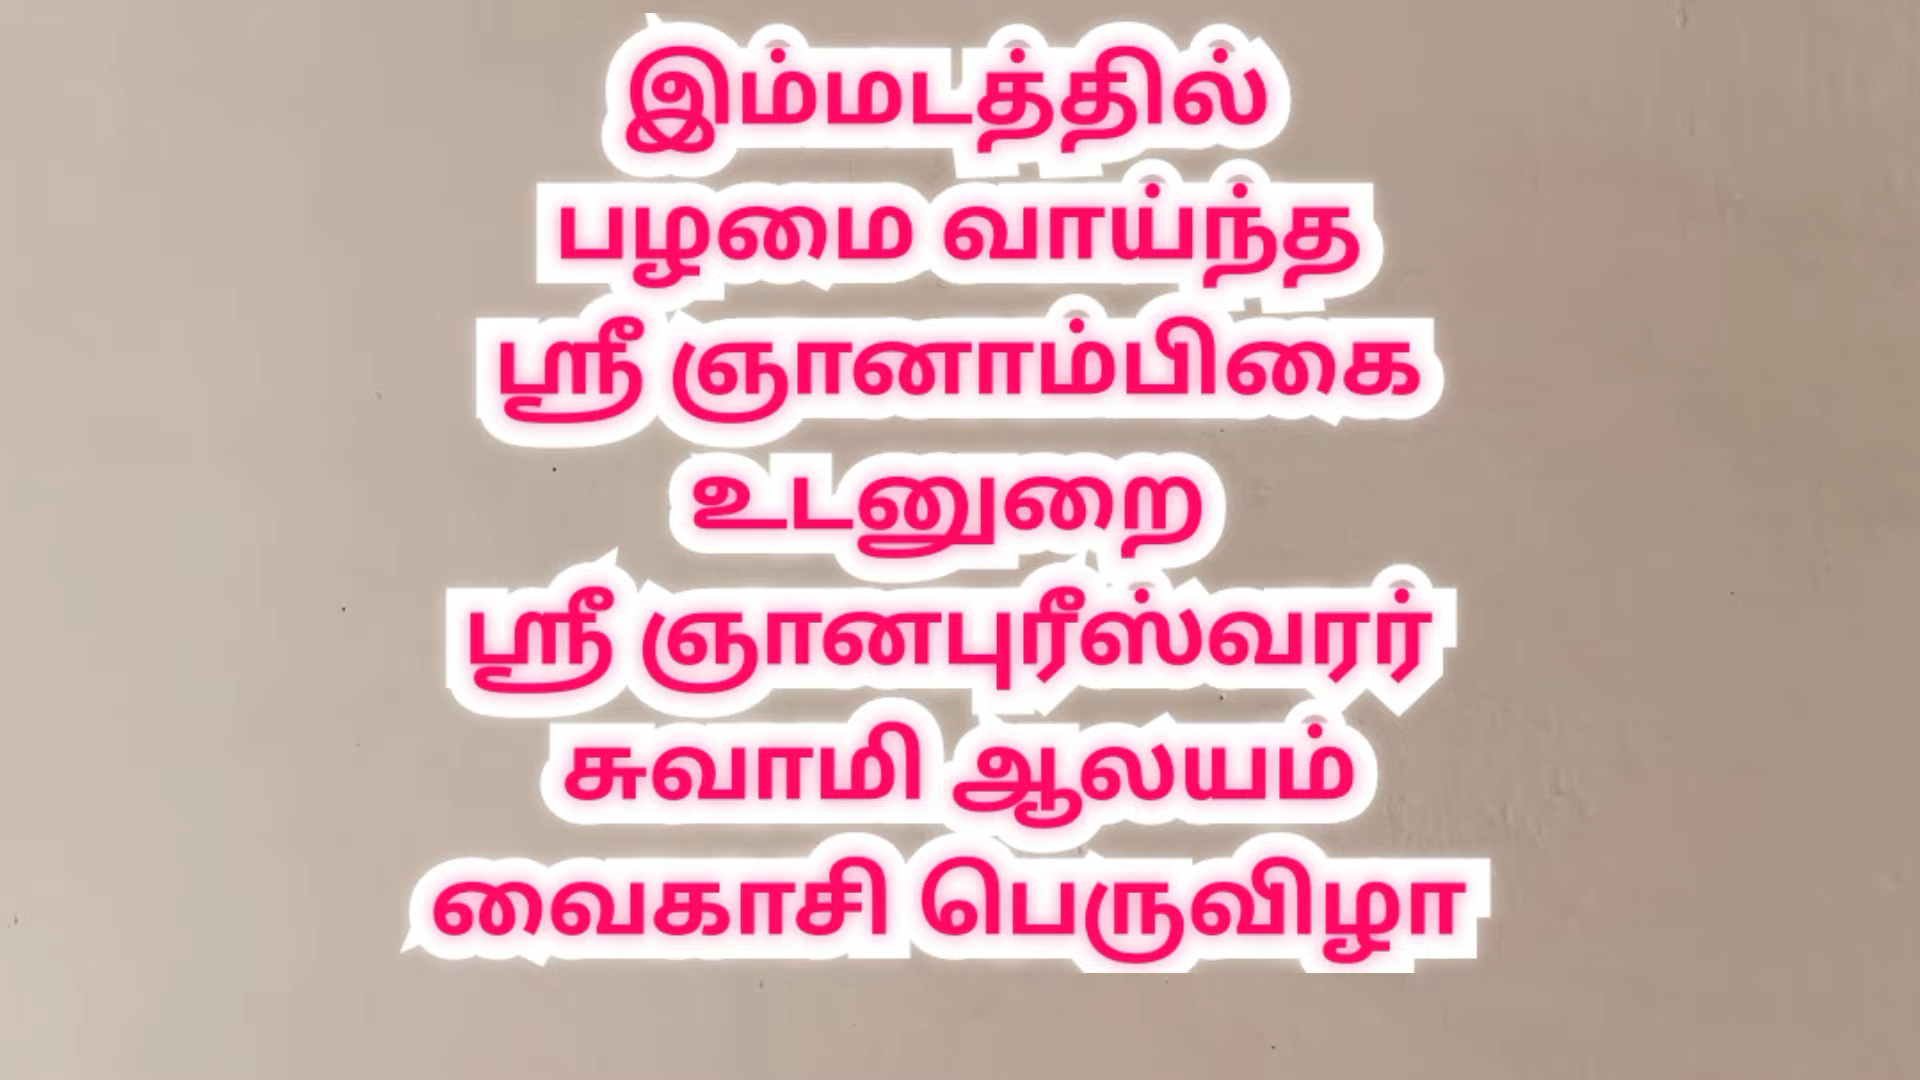 இம்மடத்தில்
பழமை வாய்ந்த
ஸ்ரீ ஞானாம்பிகை
உடனுறை
ஸ்ரீ ஞானபுரீஸ்வரர்
சுவாமி ஆலயம்
வைகாசி பெருவிழா